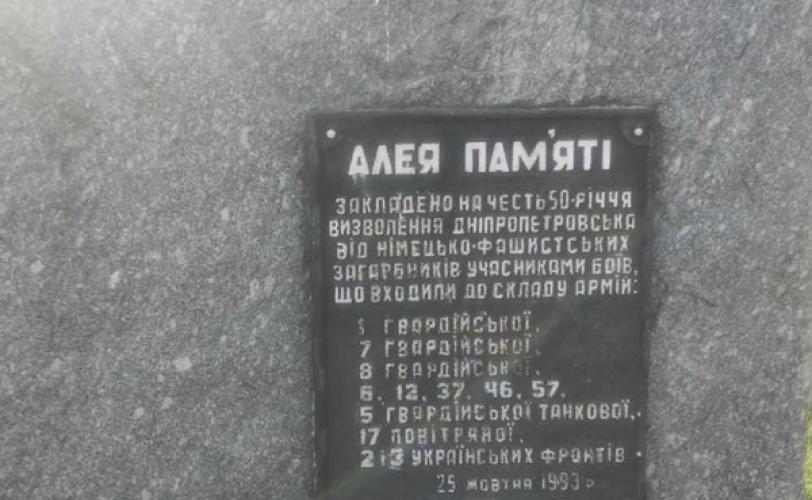 АЛЕЯ ПАМ'ЯТІ
ЗАКЛАДЕНО НА ЧЕСТЬ 50-РІЧЧЯ
ВИЗВОЛЕННЯ ДНІПРОПЕТРОВСЬКА
ВІД НІМЕЦЬКО-ФАШИСТСЬКИХ
ЗАГАРБНИКІВ УЧАСНИКАМИ БОЇВ,
ЩО ВХОДИЛИ ДО СКЛАДУ АРМІЙ:
ГВАРДІЙСЬКОЇ,
7 ГВАРДІЙСЬКОЇ,
8 ГВАРДІЙСЬКОЇ,
6, 12, 37, 46, 57,
5 ГВАРДІЙСЬКОЇ ТАНКОВОЇ,
17 ПОВІТРЯНОЇ,
2 і 3 УКРАЇНСЬКИХ ФРОНТІВ
25 жовтня 1993 р